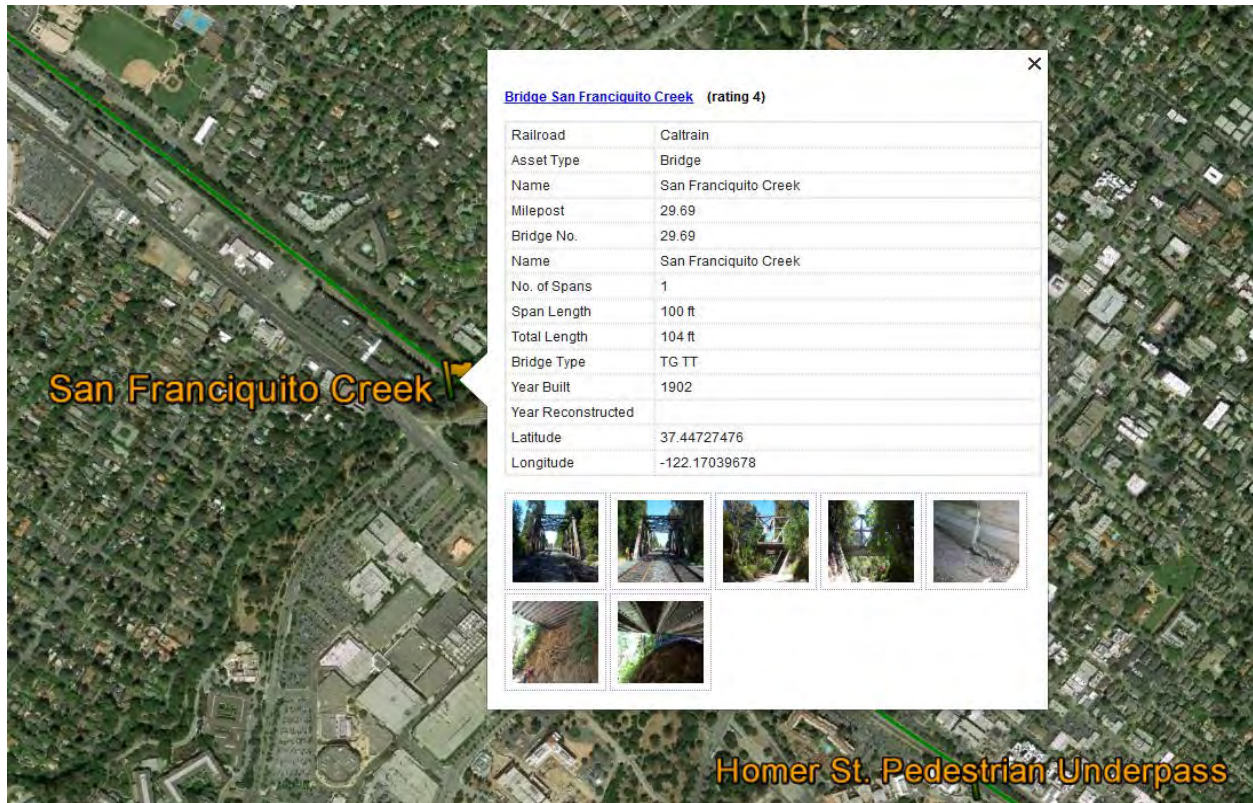 ×
Bridge San Franciquito Creek (rating 4)
Railroad Caltrain
Asset Type Bridge
Name San Franciquito Creek
Milepost 29.69
Bridge No. 29.69
Name San Franciquito Creek
No. of Spans 1
Span Length 100 ft
Total Length 104 ft
Bridge Type TG TT
Year Built 1902
Year Reconstructed
Latitude 37.44727476
Longitude -122.17039678
San Franciquito Creek
Homer St. Pedestrian Underpass